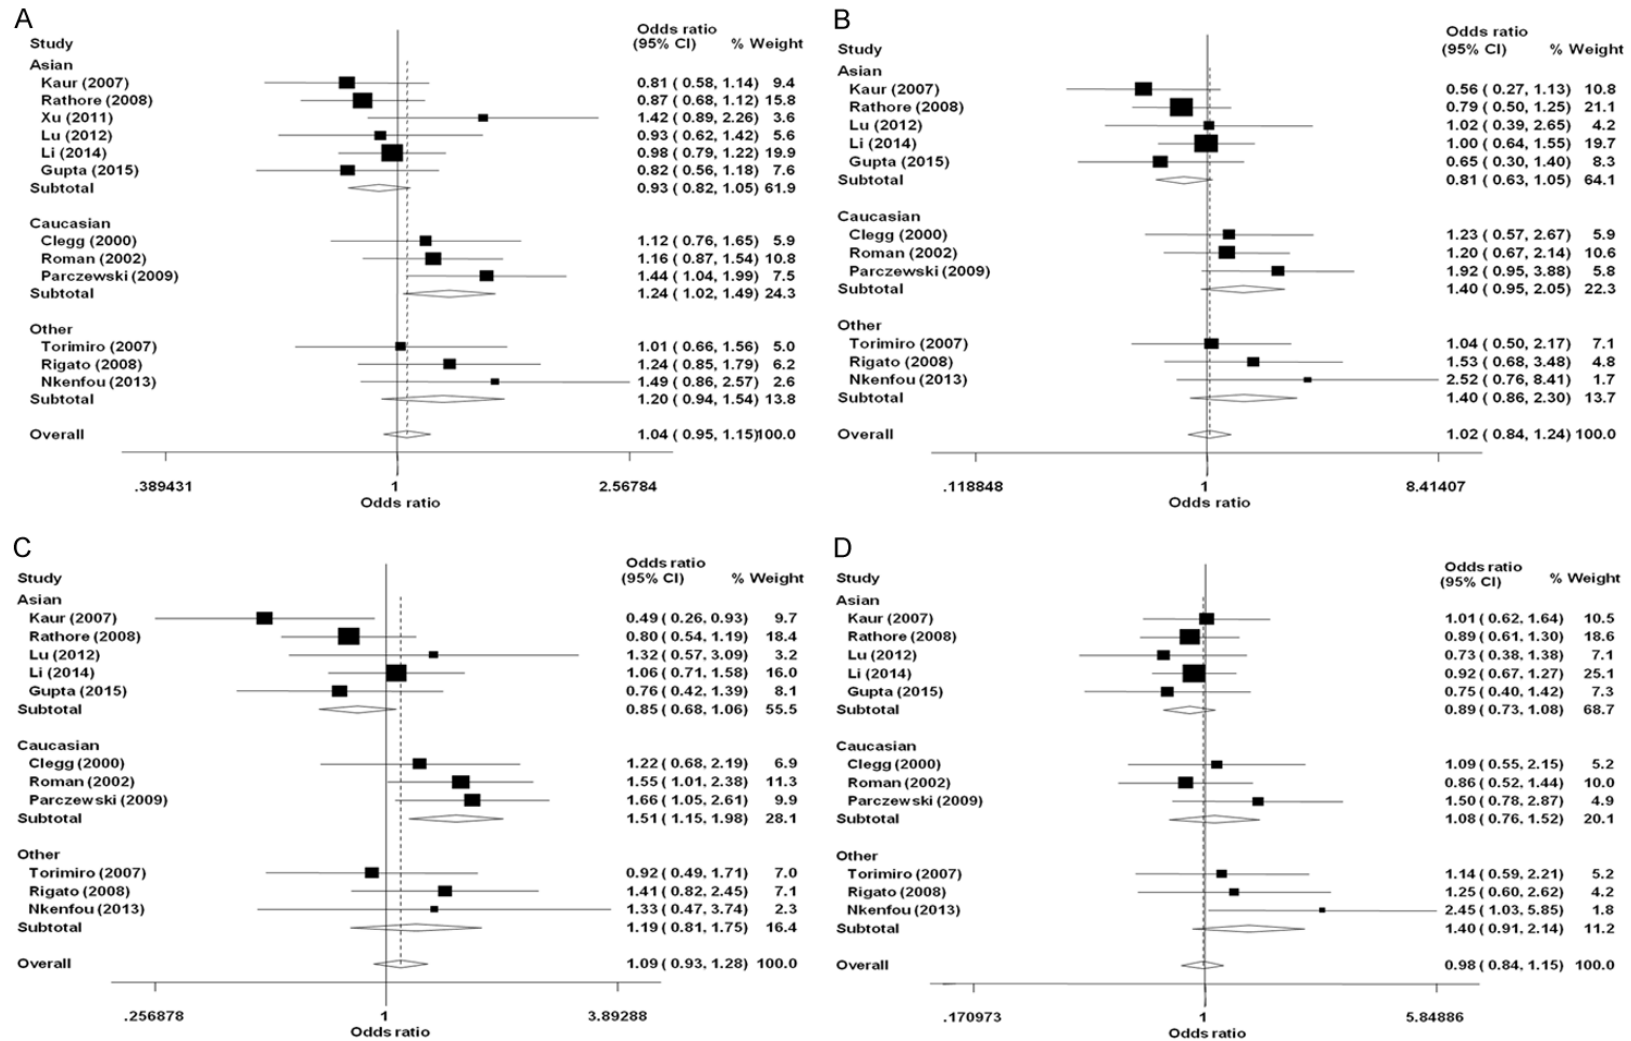 A
Odds ratio
Study (95% CI) % Weight
Asian
Kaur (2007) 0.81 ( 0.58, 1.14) 9.4
Rathore (2008) 0.87 ( 0.68, 1.12) 15.8
Xu (2011) 1.42 ( 0.89, 2.26) 3.6
Lu (2012) 0.93 ( 0.62, 1.42) 5.6
Li (2014) 0.98 ( 0.79, 1.22) 19.9
Gupta (2015) 0.82 ( 0.56, 1.18) 7.6
Subtotal 0.93 ( 0.82, 1.05) 61.9
Caucasian
Clegg (2000) 1.12 ( 0.76, 1.65) 5.9
Roman (2002) 1.16 ( 0.87, 1.54) 10.8
Parczewski (2009) 1.44 ( 1.04, 1.99) 7.5
Subtotal 1.24 ( 1.02, 1.49) 24.3
Other
Torimiro (2007) 1.01 ( 0.66, 1.56) 5.0
Rigato (2008) 1.24 ( 0.85, 1.79) 6.2
Nkenfou (2013) 1.49 ( 0.86, 2.57) 2.6
Subtotal 1.20 ( 0.94, 1.54) 13.8
Overall 1.04 ( 0.95, 1.15) 100.0
.389431 1 2.56784
Odds ratio
B
Odds ratio
Study (95% CI) % Weight
Asian
Kaur (2007) 0.56 ( 0.27, 1.13) 10.8
Rathore (2008) 0.79 ( 0.50, 1.25) 21.1
Lu (2012) 1.02 ( 0.39, 2.65) 4.2
Li (2014) 1.00 ( 0.64, 1.55) 19.7
Gupta (2015) 0.65 ( 0.30, 1.40) 8.3
Subtotal 0.81 ( 0.63, 1.05) 64.1
Caucasian
Clegg (2000) 1.23 ( 0.57, 2.67) 5.9
Roman (2002) 1.20 ( 0.67, 2.14) 10.6
Parczewski (2009) 1.92 ( 0.95, 3.88) 5.8
Subtotal 1.40 ( 0.95, 2.05) 22.3
Other
Torimiro (2007) 1.04 ( 0.50, 2.17) 7.1
Rigato (2008) 1.53 ( 0.68, 3.48) 4.8
Nkenfou (2013) 2.52 ( 0.76, 8.41) 1.7
Subtotal 1.40 ( 0.86, 2.30) 13.7
Overall 1.02 ( 0.84, 1.24) 100.0
.118848 1 8.41407
Odds ratio
C
Odds ratio
Study (95% CI) % Weight
Asian
Kaur (2007) 0.49 ( 0.26, 0.93) 9.7
Rathore (2008) 0.80 ( 0.54, 1.19) 18.4
Lu (2012) 1.32 ( 0.57, 3.09) 3.2
Li (2014) 1.06 ( 0.71, 1.58) 16.0
Gupta (2015) 0.76 ( 0.42, 1.39) 8.1
Subtotal 0.85 ( 0.68, 1.06) 55.5
Caucasian
Clegg (2000) 1.22 ( 0.68, 2.19) 6.9
Roman (2002) 1.55 ( 1.01, 2.38) 11.3
Parczewski (2009) 1.66 ( 1.05, 2.61) 9.9
Subtotal 1.51 ( 1.15, 1.98) 28.1
Other
Torimiro (2007) 0.92 ( 0.49, 1.71) 7.0
Rigato (2008) 1.41 ( 0.82, 2.45) 7.1
Nkenfou (2013) 1.33 ( 0.47, 3.74) 2.3
Subtotal 1.19 ( 0.81, 1.75) 16.4
Overall 1.09 ( 0.93, 1.28) 100.0
.256878 1 3.89288
Odds ratio
D
Odds ratio
Study (95% CI) % Weight
Asian
Kaur (2007) 1.01 ( 0.62, 1.64) 10.5
Rathore (2008) 0.89 ( 0.61, 1.30) 18.6
Lu (2012) 0.73 ( 0.38, 1.38) 7.1
Li (2014) 0.92 ( 0.67, 1.27) 25.1
Gupta (2015) 0.75 ( 0.40, 1.42) 7.3
Subtotal 0.89 ( 0.73, 1.08) 68.7
Caucasian
Clegg (2000) 1.09 ( 0.55, 2.15) 5.2
Roman (2002) 0.86 ( 0.52, 1.44) 10.0
Parczewski (2009) 1.50 ( 0.78, 2.87) 4.9
Subtotal 1.08 ( 0.76, 1.52) 20.1
Other
Torimiro (2007) 1.14 ( 0.59, 2.21) 5.2
Rigato (2008) 1.25 ( 0.60, 2.62) 4.2
Nkenfou (2013) 2.45 ( 1.03, 5.85) 1.8
Subtotal 1.40 ( 0.91, 2.14) 11.2
Overall 0.98 ( 0.84, 1.15) 100.0
.170973 1 5.84886
Odds ratio